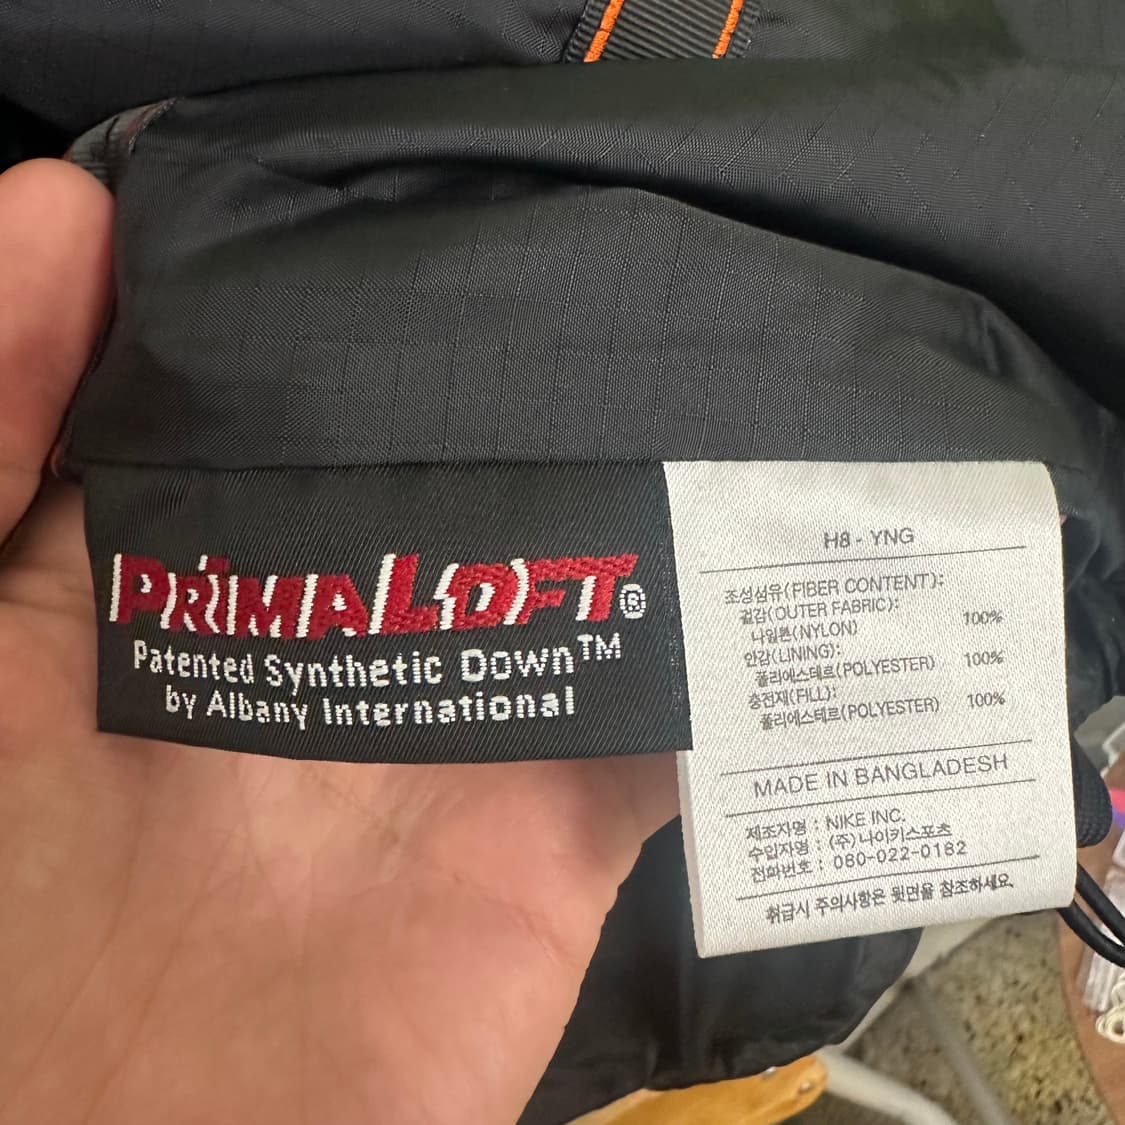 PRIMALOFT®
Patented Synthetic Down™
by Albany International
H8 - YNG
조성섬유(FIBER CONTENT):
겉감(OUTER FABRIC):
나일론(NYLON) 100%
안감(LINING):
폴리에스테르(POLYESTER) 100%
충전재(FILL):
폴리에스테르(POLYESTER) 100%
MADE IN BANGLADESH
제조자명 : NIKE INC.
수입자명 : (주)나이키스포츠
전화번호 : 080-022-0182
취급시 주의사항은 뒷면을 참조하세요.